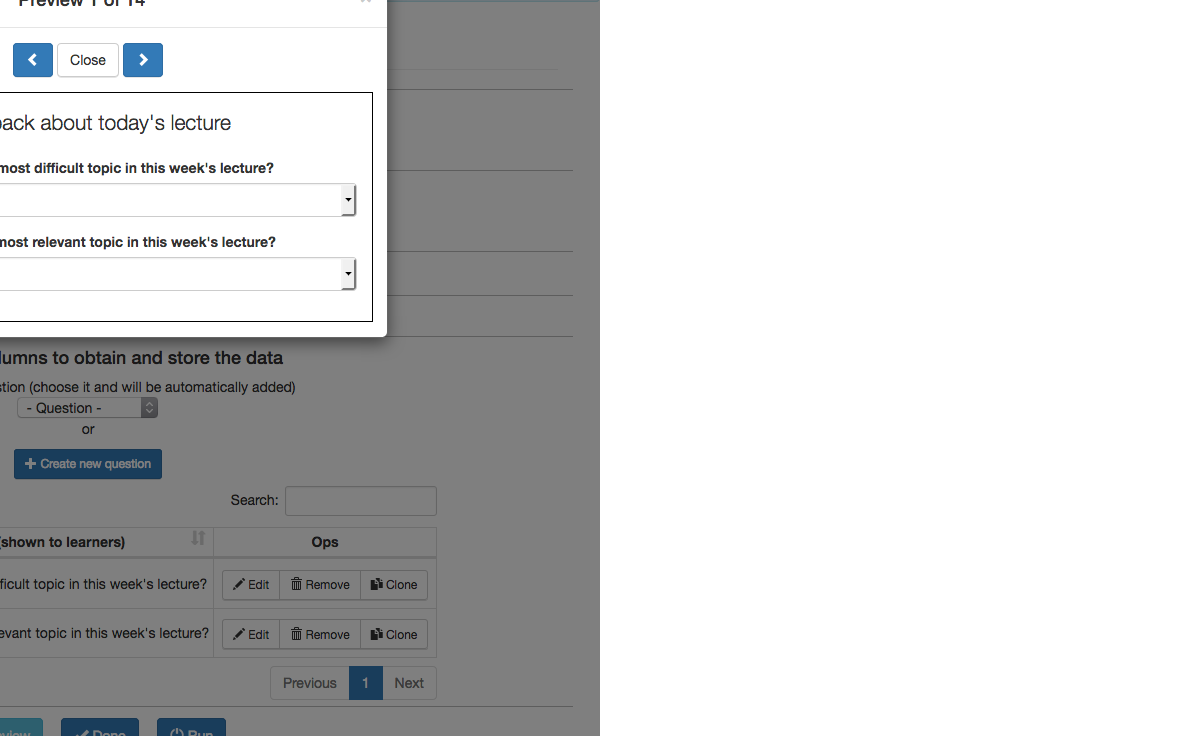 Preview 1 of 14
Close
back about today's lecture
most difficult topic in this week's lecture?
most relevant topic in this week's lecture?
lumns to obtain and store the data
stion (choose it and will be automatically added)
- Question -
or
Create new question
Search:
(shown to learners) Ops
ficult topic in this week's lecture? Edit Remove Clone
evant topic in this week's lecture? Edit Remove Clone
Previous 1 Next
view Done Run